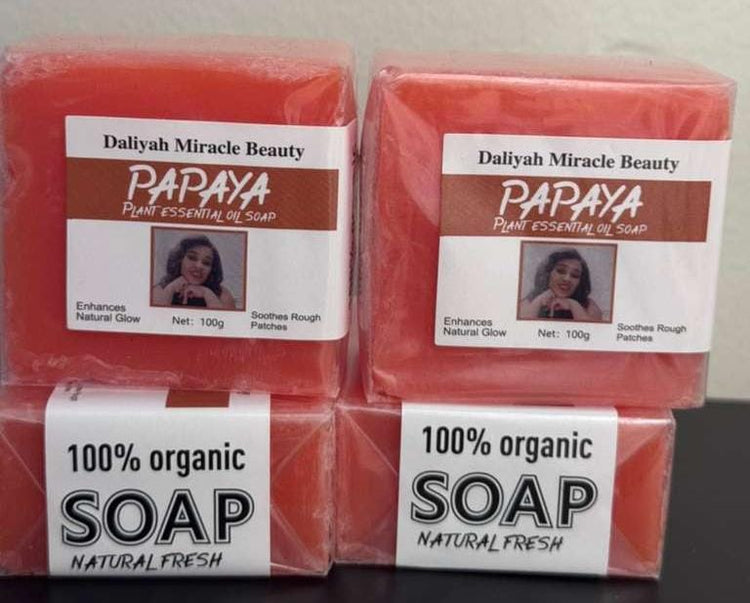 Daliyah Miracle Beauty
PAPAYA
PLANT ESSENTIAL OIL SOAP
Enhances
Natural Glow
Net: 100g
Soothes Rough
Patches
Daliyah Miracle Beauty
PAPAYA
PLANT ESSENTIAL OIL SOAP
Enhances
Natural Glow
Net: 100g
Soothes Rough
Patches
100% organic
SOAP
NATURAL FRESH
100% organic
SOAP
NATURAL FRESH